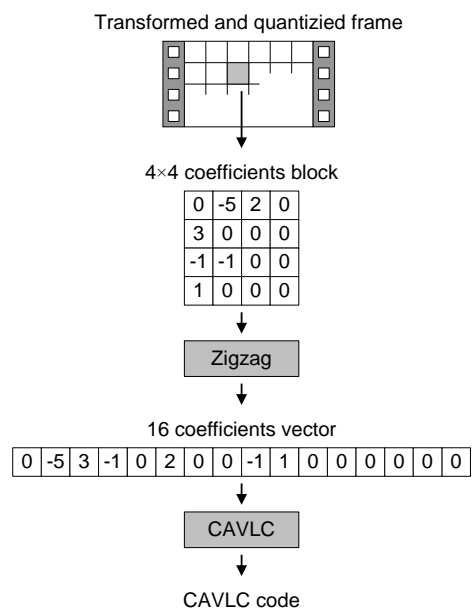 Transformed and quantizied frame
4×4 coefficients block
0 -5 2 0
3 0 0 0
-1 -1 0 0
1 0 0 0
Zigzag
16 coefficients vector
0 -5 3 -1 0 2 0 0 -1 1 0 0 0 0 0 0
CAVLC
CAVLC code